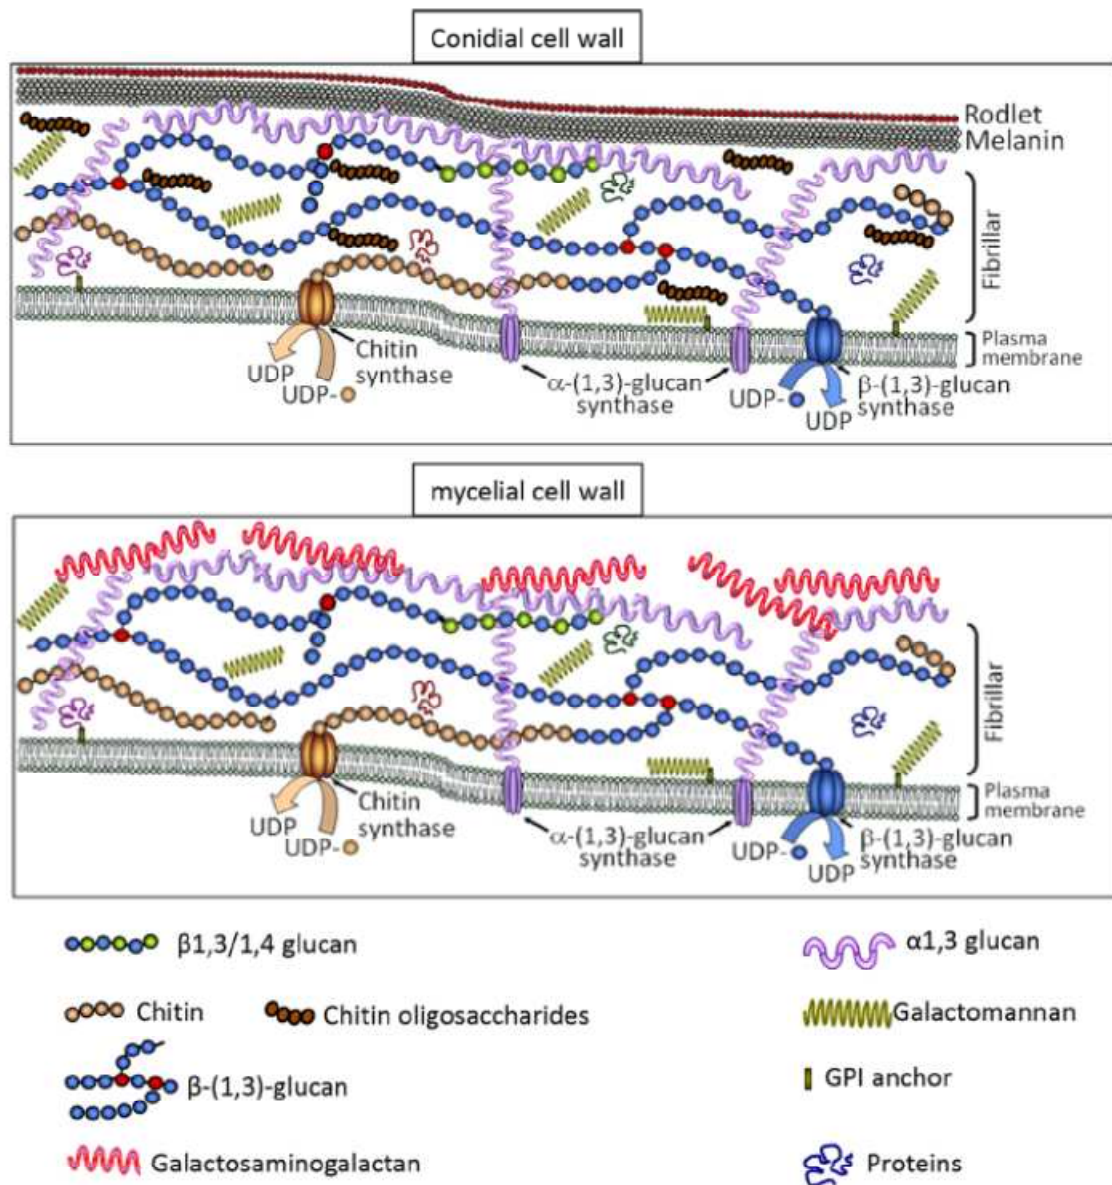 Conidial cell wall
Rodlet
Melanin
Fibrillar
Plasma
membrane
Chitin
synthase
UDP
UDP-
α-(1,3)-glucan
synthase
UDP-
UDP
β-(1,3)-glucan
synthase
mycelial cell wall
Fibrillar
Plasma
membrane
Chitin
synthase
UDP
UDP-
α-(1,3)-glucan
synthase
UDP-
UDP
β-(1,3)-glucan
synthase
β1,3/1,4 glucan
α1,3 glucan
Chitin
Chitin oligosaccharides
Galactomannan
β-(1,3)-glucan
GPI anchor
Galactosaminogalactan
Proteins